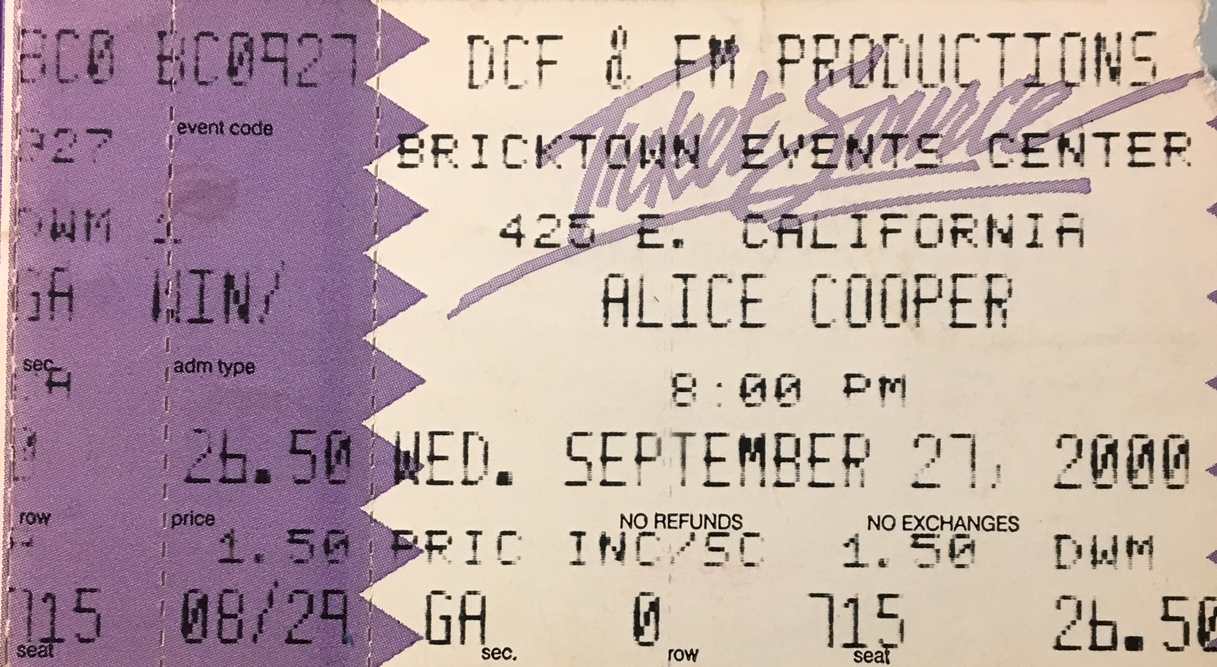 BC0 BC0927
event code
927
DWM 1
GA WIN/
sec. adm type
A
0 26.50
row price
1.50
715 08/29
seat
DCF & FM PRODUCTIONS
Ticket Source
BRICKTOWN EVENTS CENTER
425 E. CALIFORNIA
ALICE COOPER
8:00 PM
WED. SEPTEMBER 27, 2000
NO REFUNDS NO EXCHANGES
PRIC INC/SC 1.50 DWM
GA 0 715 26.50
sec. row seat